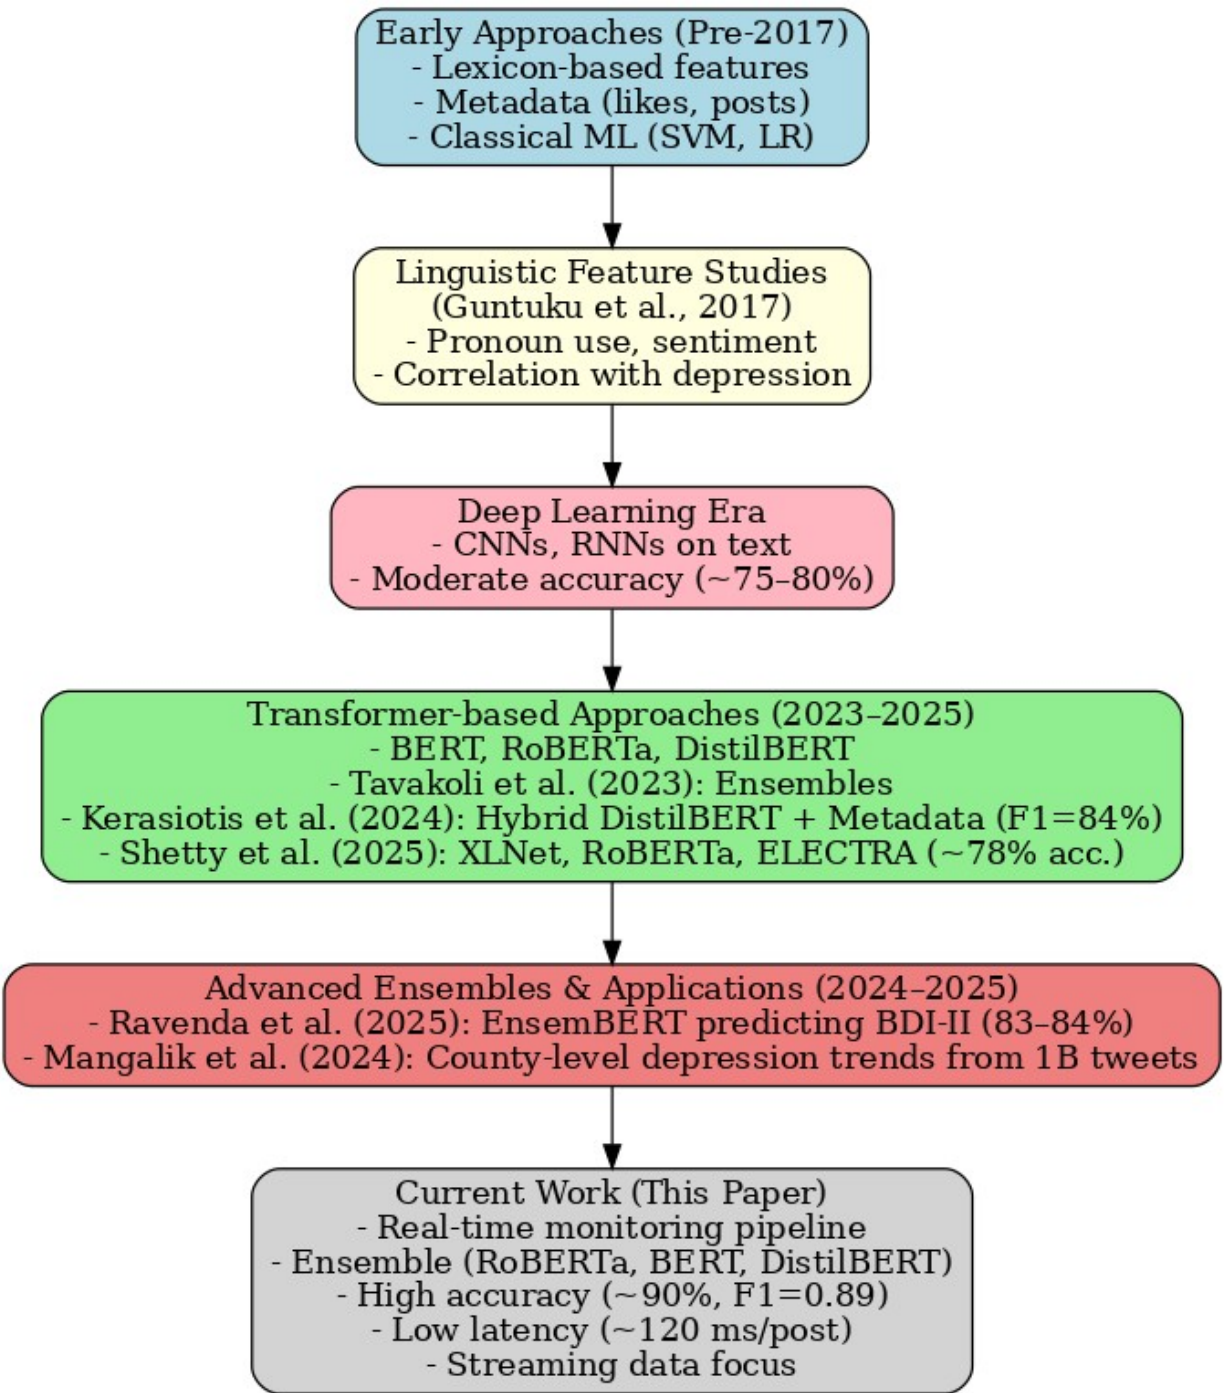 Early Approaches (Pre-2017)
- Lexicon-based features
- Metadata (likes, posts)
- Classical ML (SVM, LR)
Linguistic Feature Studies
(Guntuku et al., 2017)
- Pronoun use, sentiment
- Correlation with depression
Deep Learning Era
- CNNs, RNNs on text
- Moderate accuracy (~75–80%)
Transformer-based Approaches (2023–2025)
- BERT, RoBERTa, DistilBERT
- Tavakoli et al. (2023): Ensembles
- Kerasiotis et al. (2024): Hybrid DistilBERT + Metadata (F1=84%)
- Shetty et al. (2025): XLNet, RoBERTa, ELECTRA (~78% acc.)
Advanced Ensembles & Applications (2024–2025)
- Ravenda et al. (2025): EnsemBERT predicting BDI-II (83–84%)
- Mangalik et al. (2024): County-level depression trends from 1B tweets
Current Work (This Paper)
- Real-time monitoring pipeline
- Ensemble (RoBERTa, BERT, DistilBERT)
- High accuracy (~90%, F1=0.89)
- Low latency (~120 ms/post)
- Streaming data focus